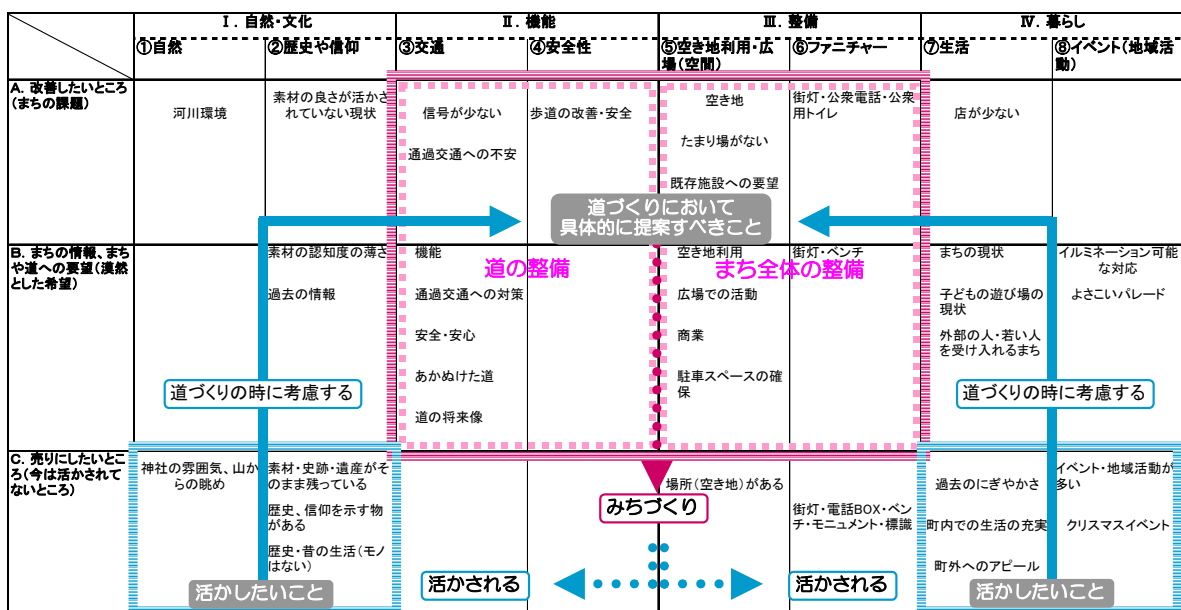 Ⅰ．自然・文化
Ⅱ．機能
Ⅲ．整備
Ⅳ．暮らし
①自然
②歴史や信仰
③交通
④安全性
⑤空き地利用・広
場（空間）
⑥ファニチャー
⑦生活
⑧イベント（地域活
動）
A．改善したいところ
（まちの課題）
河川環境
素材の良さが活かさ
れていない現状
信号が少ない
通過交通への不安
歩道の改善・安全
空き地
たまり場がない
既存施設への要望
街灯・公衆電話・公衆
用トイレ
店が少ない
道づくりにおいて
具体的に提案すべきこと
B．まちの情報、まち
や道への要望（漠然
とした希望）
素材の認知度の薄さ
過去の情報
機能
通過交通への対策
安全・安心
あかぬけた道
道の将来像
道の整備
空き地利用
広場での活動
商業
駐車スペースの確
保
街灯・ベンチ
まち全体の整備
まちの現状
子どもの遊び場の
現状
外部の人・若い人
を受け入れるまち
イルミネーション可能
な対応
よさこいパレード
道づくりの時に考慮する
道づくりの時に考慮する
C．売りにしたいとこ
ろ（今は活かされて
ないところ）
神社の雰囲気、山か
らの眺め
素材・史跡・遺産がそ
のまま残っている
歴史、信仰を示す物
がある
歴史・昔の生活（モノ
はない）
場所（空き地）がある
街灯・電話BOX・ベン
チ・モニュメント・標識
過去のにぎやかさ
町内での生活の充実
町外へのアピール
イベント・地域活動が
多い
クリスマスイベント
みちづくり
活かしたいこと
活かされる
活かされる
活かしたいこと